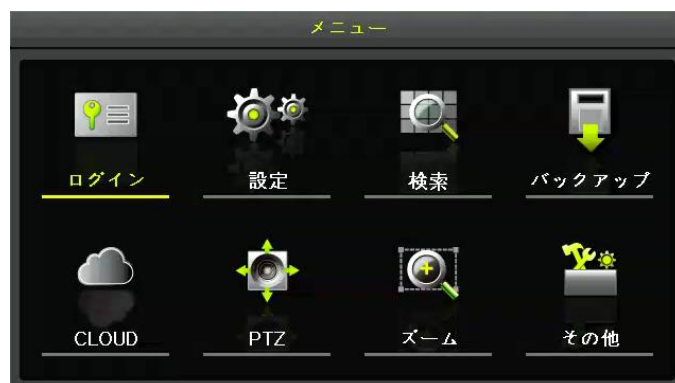 メニュー
ログイン
設定
検索
バックアップ
CLOUD
PTZ
ズーム
その他